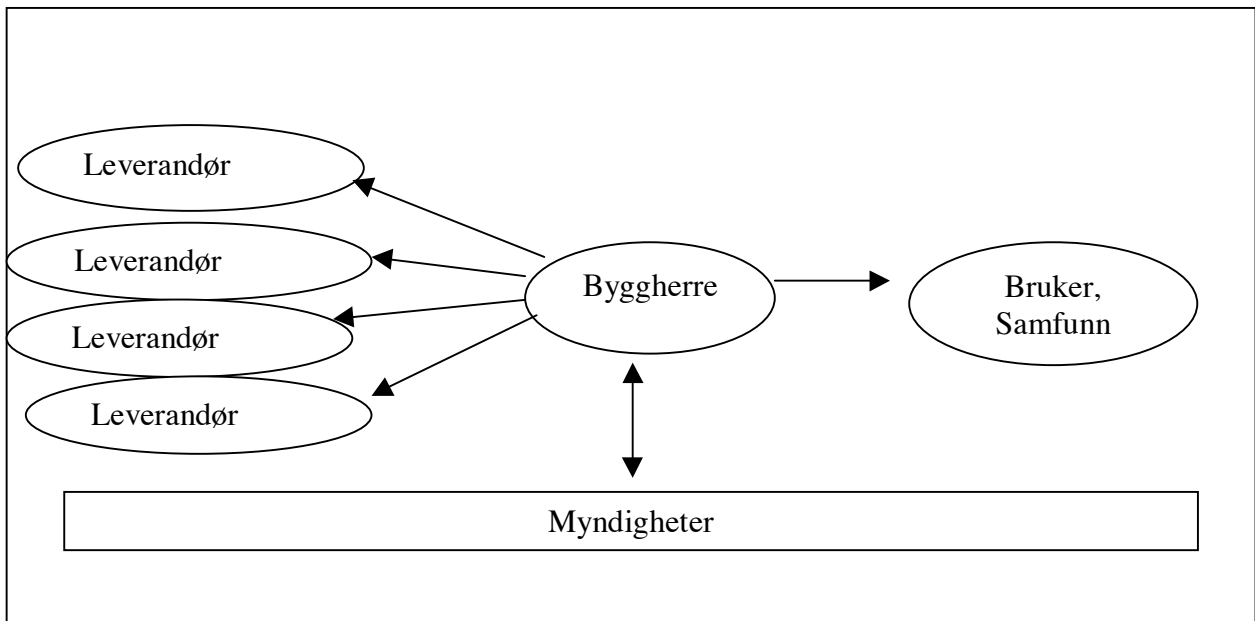 Leverandør
Leverandør
Leverandør
Leverandør
Byggherre
Bruker,
Samfunn
Myndigheter